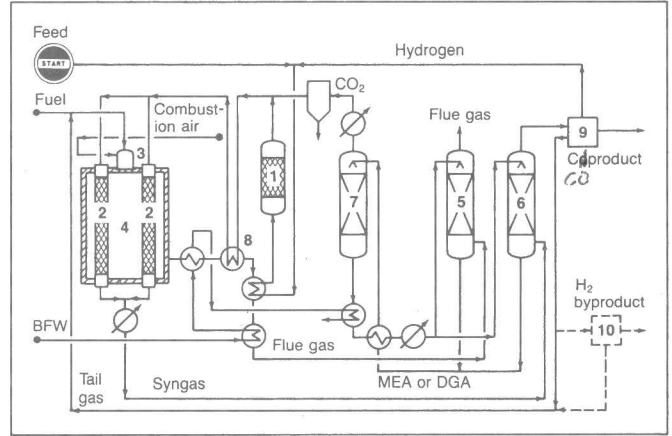 Feed
START
Hydrogen
Fuel
Combust-
ion air
CO₂
Flue gas
3
9
Coproduct
CO
1
2
4
2
7
5
6
8
H₂
byproduct
10
BFW
Flue gas
MEA or DGA
Tail
gas
Syngas